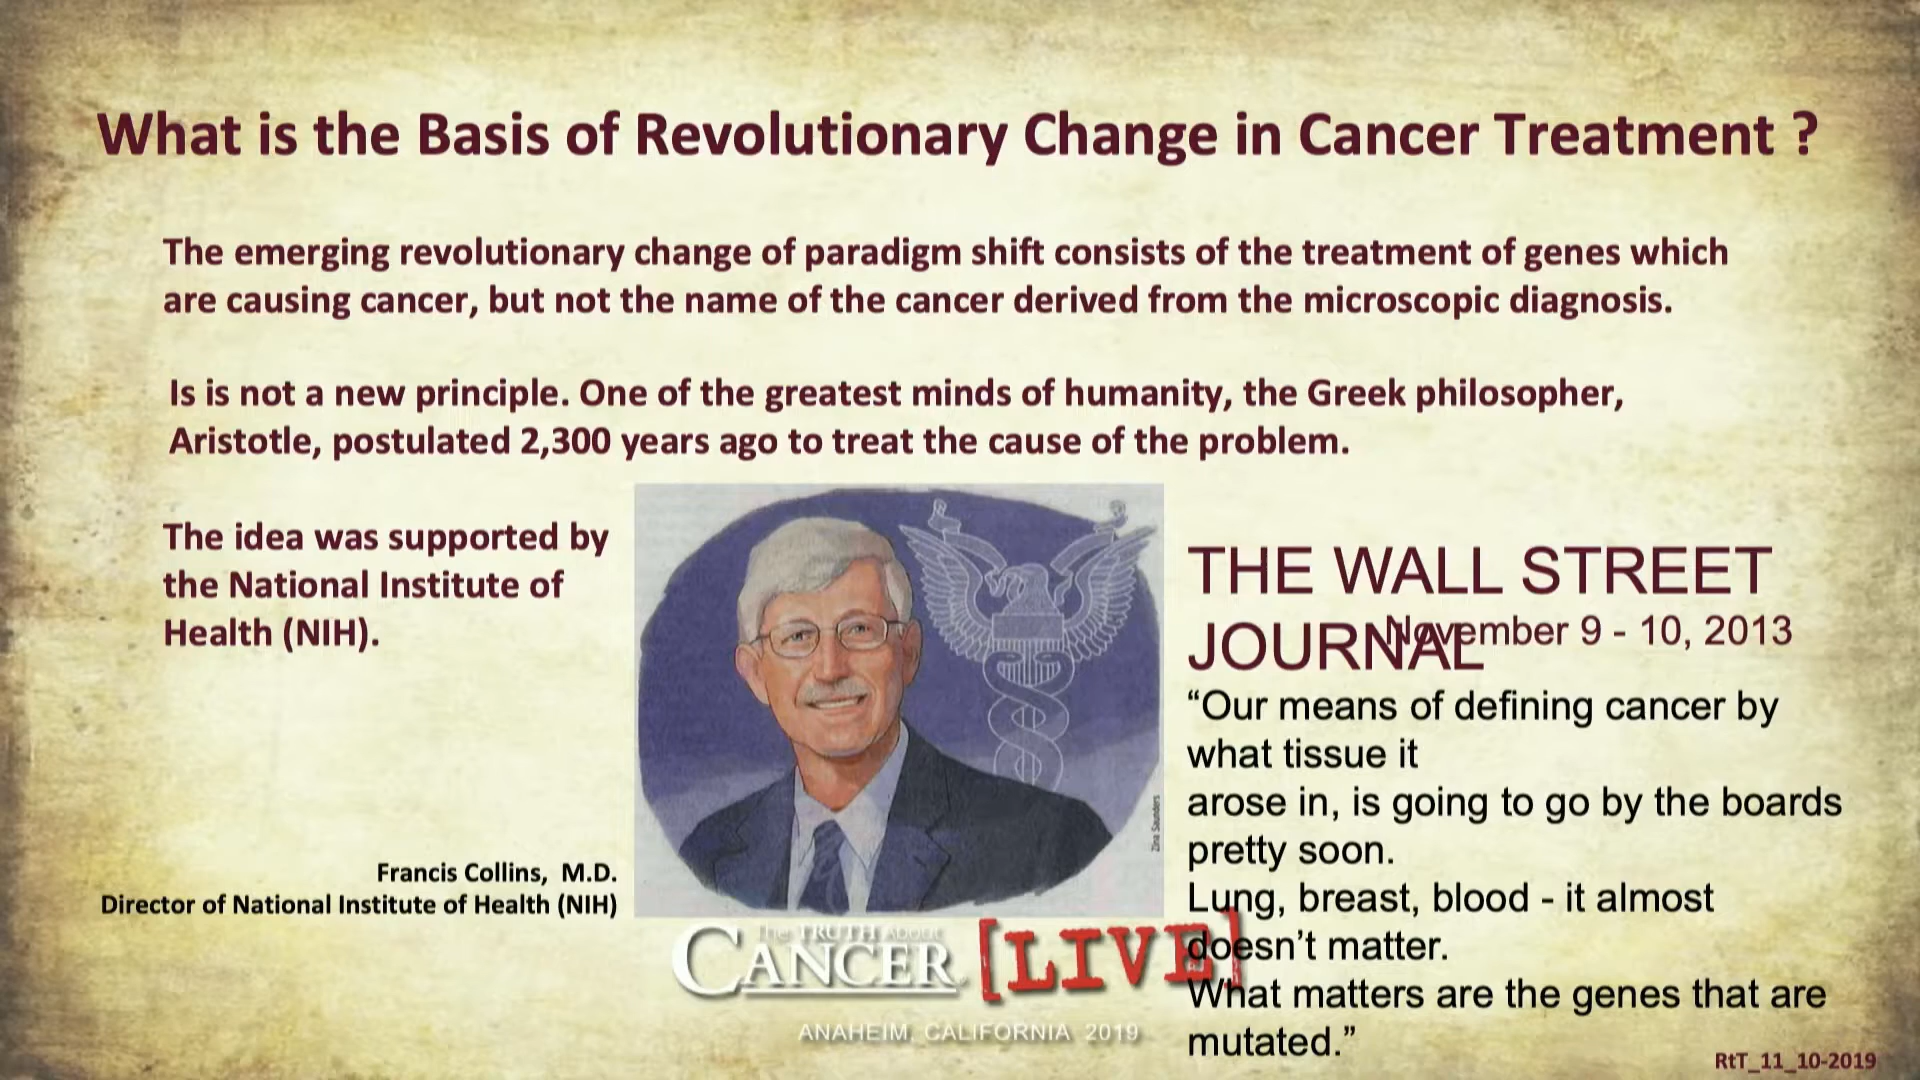 What is the Basis of Revolutionary Change in Cancer Treatment ?
The emerging revolutionary change of paradigm shift consists of the treatment of genes which
are causing cancer, but not the name of the cancer derived from the microscopic diagnosis.
Is is not a new principle. One of the greatest minds of humanity, the Greek philosopher,
Aristotle, postulated 2,300 years ago to treat the cause of the problem.
The idea was supported by
the National Institute of
Health (NIH).
Francis Collins, M.D.
Director of National Institute of Health (NIH)
Zina Saunders
THE WALL STREET
JOURNAL
November 9 - 10, 2013
“Our means of defining cancer by
what tissue it
arose in, is going to go by the boards
pretty soon.
Lung, breast, blood - it almost
doesn’t matter.
What matters are the genes that are
mutated.”
The TRUTH About
CANCER [LIVE]
ANAHEIM, CALIFORNIA 2019
RtT_11_10-2019